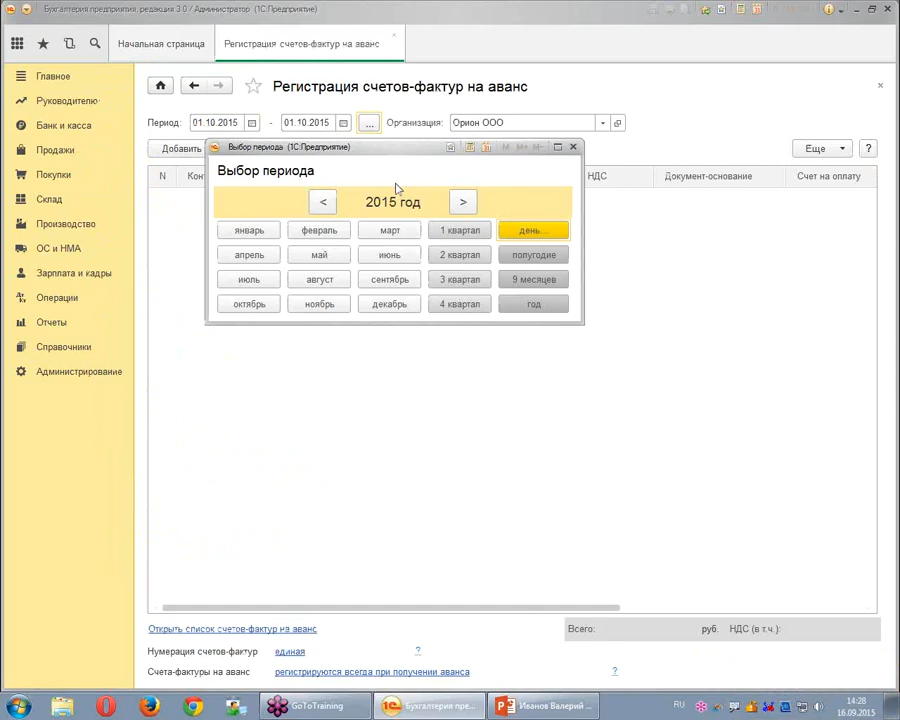 Бухгалтерия предприятия, редакция 3.0 / Администратор (1С:Предприятие)
Начальная страница
Регистрация счетов-фактур на аванс
Главное
Руководителю
Банк и касса
Продажи
Покупки
Склад
Производство
ОС и НМА
Зарплата и кадры
Операции
Отчеты
Справочники
Администрирование
Регистрация счетов-фактур на аванс
Период: 01.10.2015 - 01.10.2015 ... Организация: Орион ООО
Добавить
Еще ?
N Кон НДС Документ-основание Счет на оплату
Выбор периода (1С:Предприятие) M M+ M-
Выбор периода
< 2015 год >
январь февраль март 1 квартал день...
апрель май июнь 2 квартал полугодие
июль август сентябрь 3 квартал 9 месяцев
октябрь ноябрь декабрь 4 квартал год
Открыть список счетов-фактур на аванс
Всего: руб. НДС (в т.ч.):
Нумерация счетов-фактур единая ?
Счета-фактуры на аванс регистрируются всегда при получении аванса ?
GoToTraining
Бухгалтерия пре...
Иванов Валерий ...
RU
14:28
16.09.2015